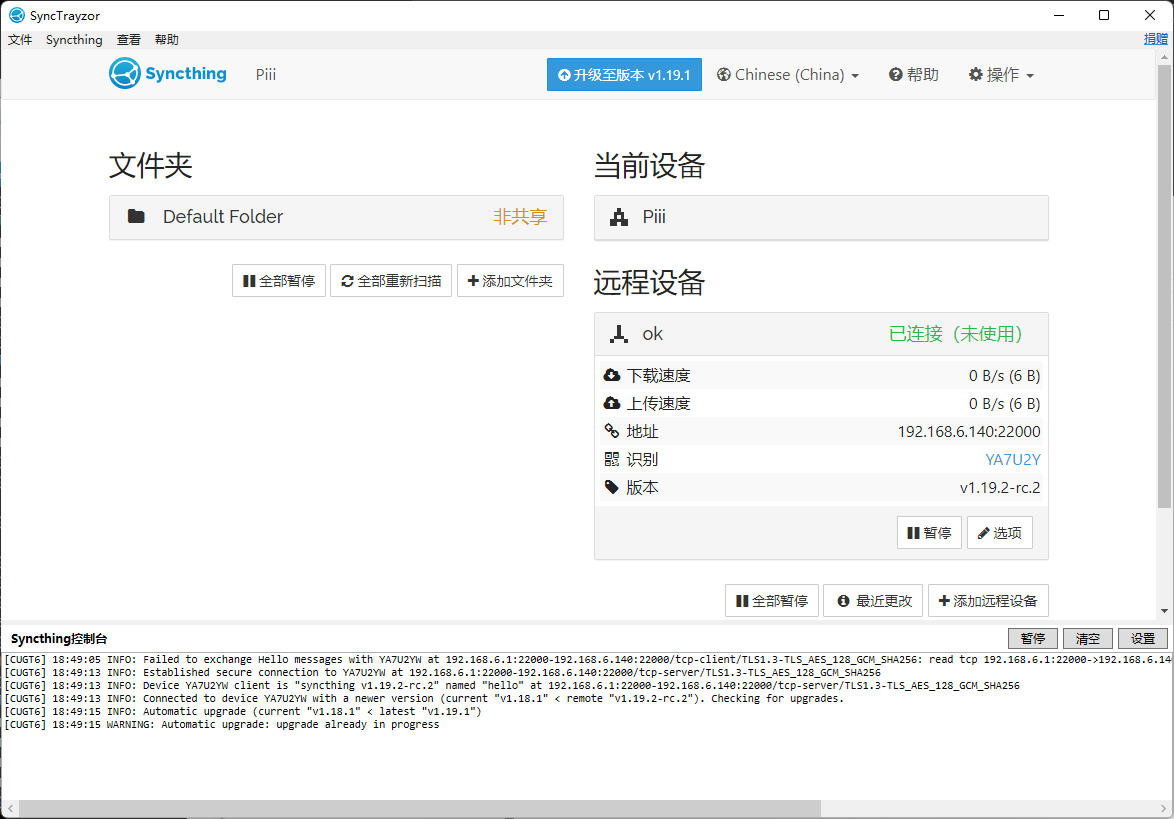 SyncTrayzor
文件 Syncthing 查看 帮助 捐赠
Syncthing Piii 升级至版本 v1.19.1 Chinese (China) 帮助 操作
文件夹
Default Folder 非共享
全部暂停 全部重新扫描 添加文件夹
当前设备
Piii
远程设备
ok 已连接（未使用）
下载速度 0 B/s (6 B)
上传速度 0 B/s (6 B)
地址 192.168.6.140:22000
识别 YA7U2Y
版本 v1.19.2-rc.2
暂停 选项
全部暂停 最近更改 添加远程设备
Syncthing控制台 暂停 清空 设置
[CUGT6] 18:49:05 INFO: Failed to exchange Hello messages with YA7U2YW at 192.168.6.1:22000-192.168.6.140:22000/tcp-client/TLS1.3-TLS_AES_128_GCM_SHA256: read tcp 192.168.6.1:22000->192.168.6.140
[CUGT6] 18:49:13 INFO: Established secure connection to YA7U2YW at 192.168.6.1:22000-192.168.6.140:22000/tcp-server/TLS1.3-TLS_AES_128_GCM_SHA256
[CUGT6] 18:49:13 INFO: Device YA7U2YW client is "syncthing v1.19.2-rc.2" named "hello" at 192.168.6.1:22000-192.168.6.140:22000/tcp-server/TLS1.3-TLS_AES_128_GCM_SHA256
[CUGT6] 18:49:13 INFO: Connected to device YA7U2YW with a newer version (current "v1.18.1" < remote "v1.19.2-rc.2"). Checking for upgrades.
[CUGT6] 18:49:15 INFO: Automatic upgrade (current "v1.18.1" < latest "v1.19.1")
[CUGT6] 18:49:15 WARNING: Automatic upgrade: upgrade already in progress